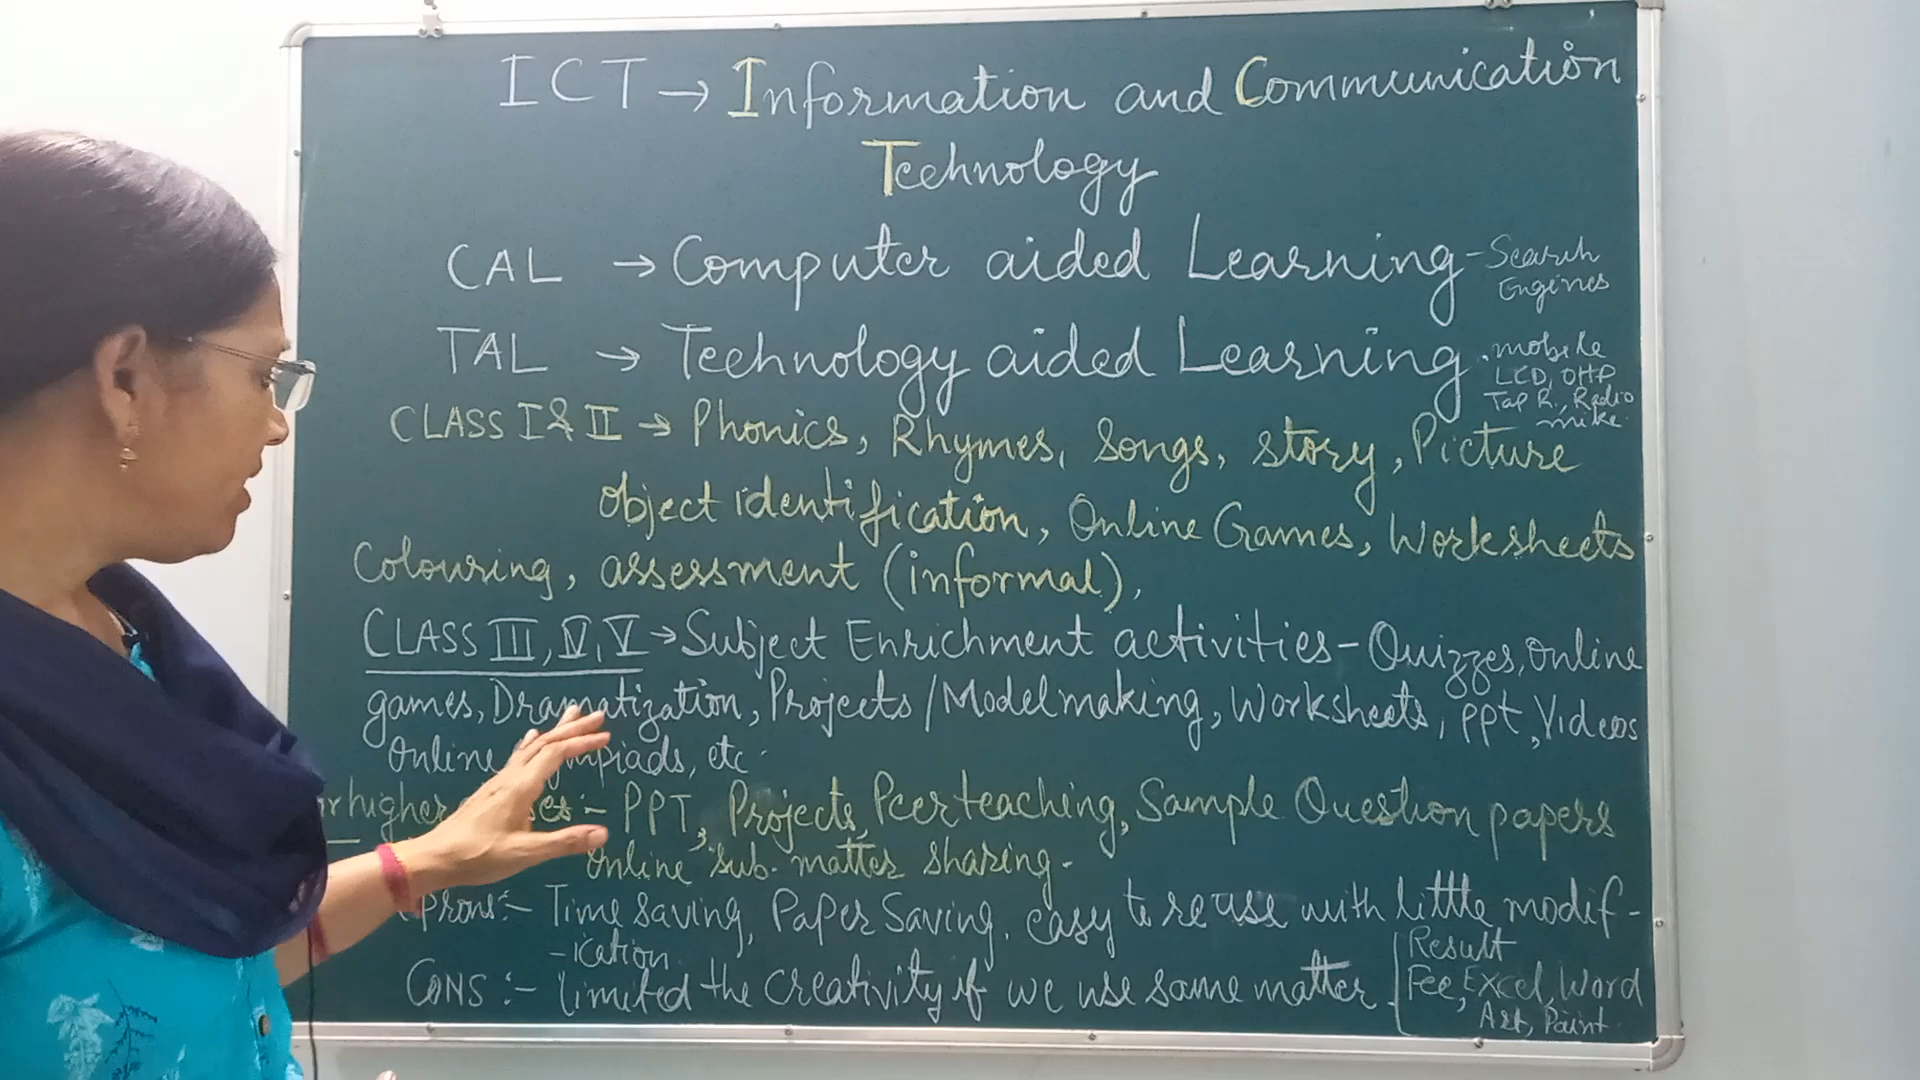 ICT → Information and Communication
Technology
CAL → Computer aided Learning - Search
Engines
TAL → Technology aided Learning . mobile
LCD, OHP
Tap R., Radio
mike.
CLASS I & II → Phonics, Rhymes, Songs, story, Picture
object identification, Online Games, Worksheets
Colouring, assessment (informal),
CLASS III, IV, V → Subject Enrichment activities - Quizzes, online
games, Dramatization, Projects / Modelmaking, Worksheets, ppt, Videos
Online etc.
higher :- PPT, Projects, Peer teaching, Sample Question papers
Online sub. matter sharing.
Prons :- Time saving, Paper Saving, easy to reuse with little modif-
-ication.
CONS :- limited the creativity if we use same matter.
Result
Fee, Excel, Word
Art, Paint.